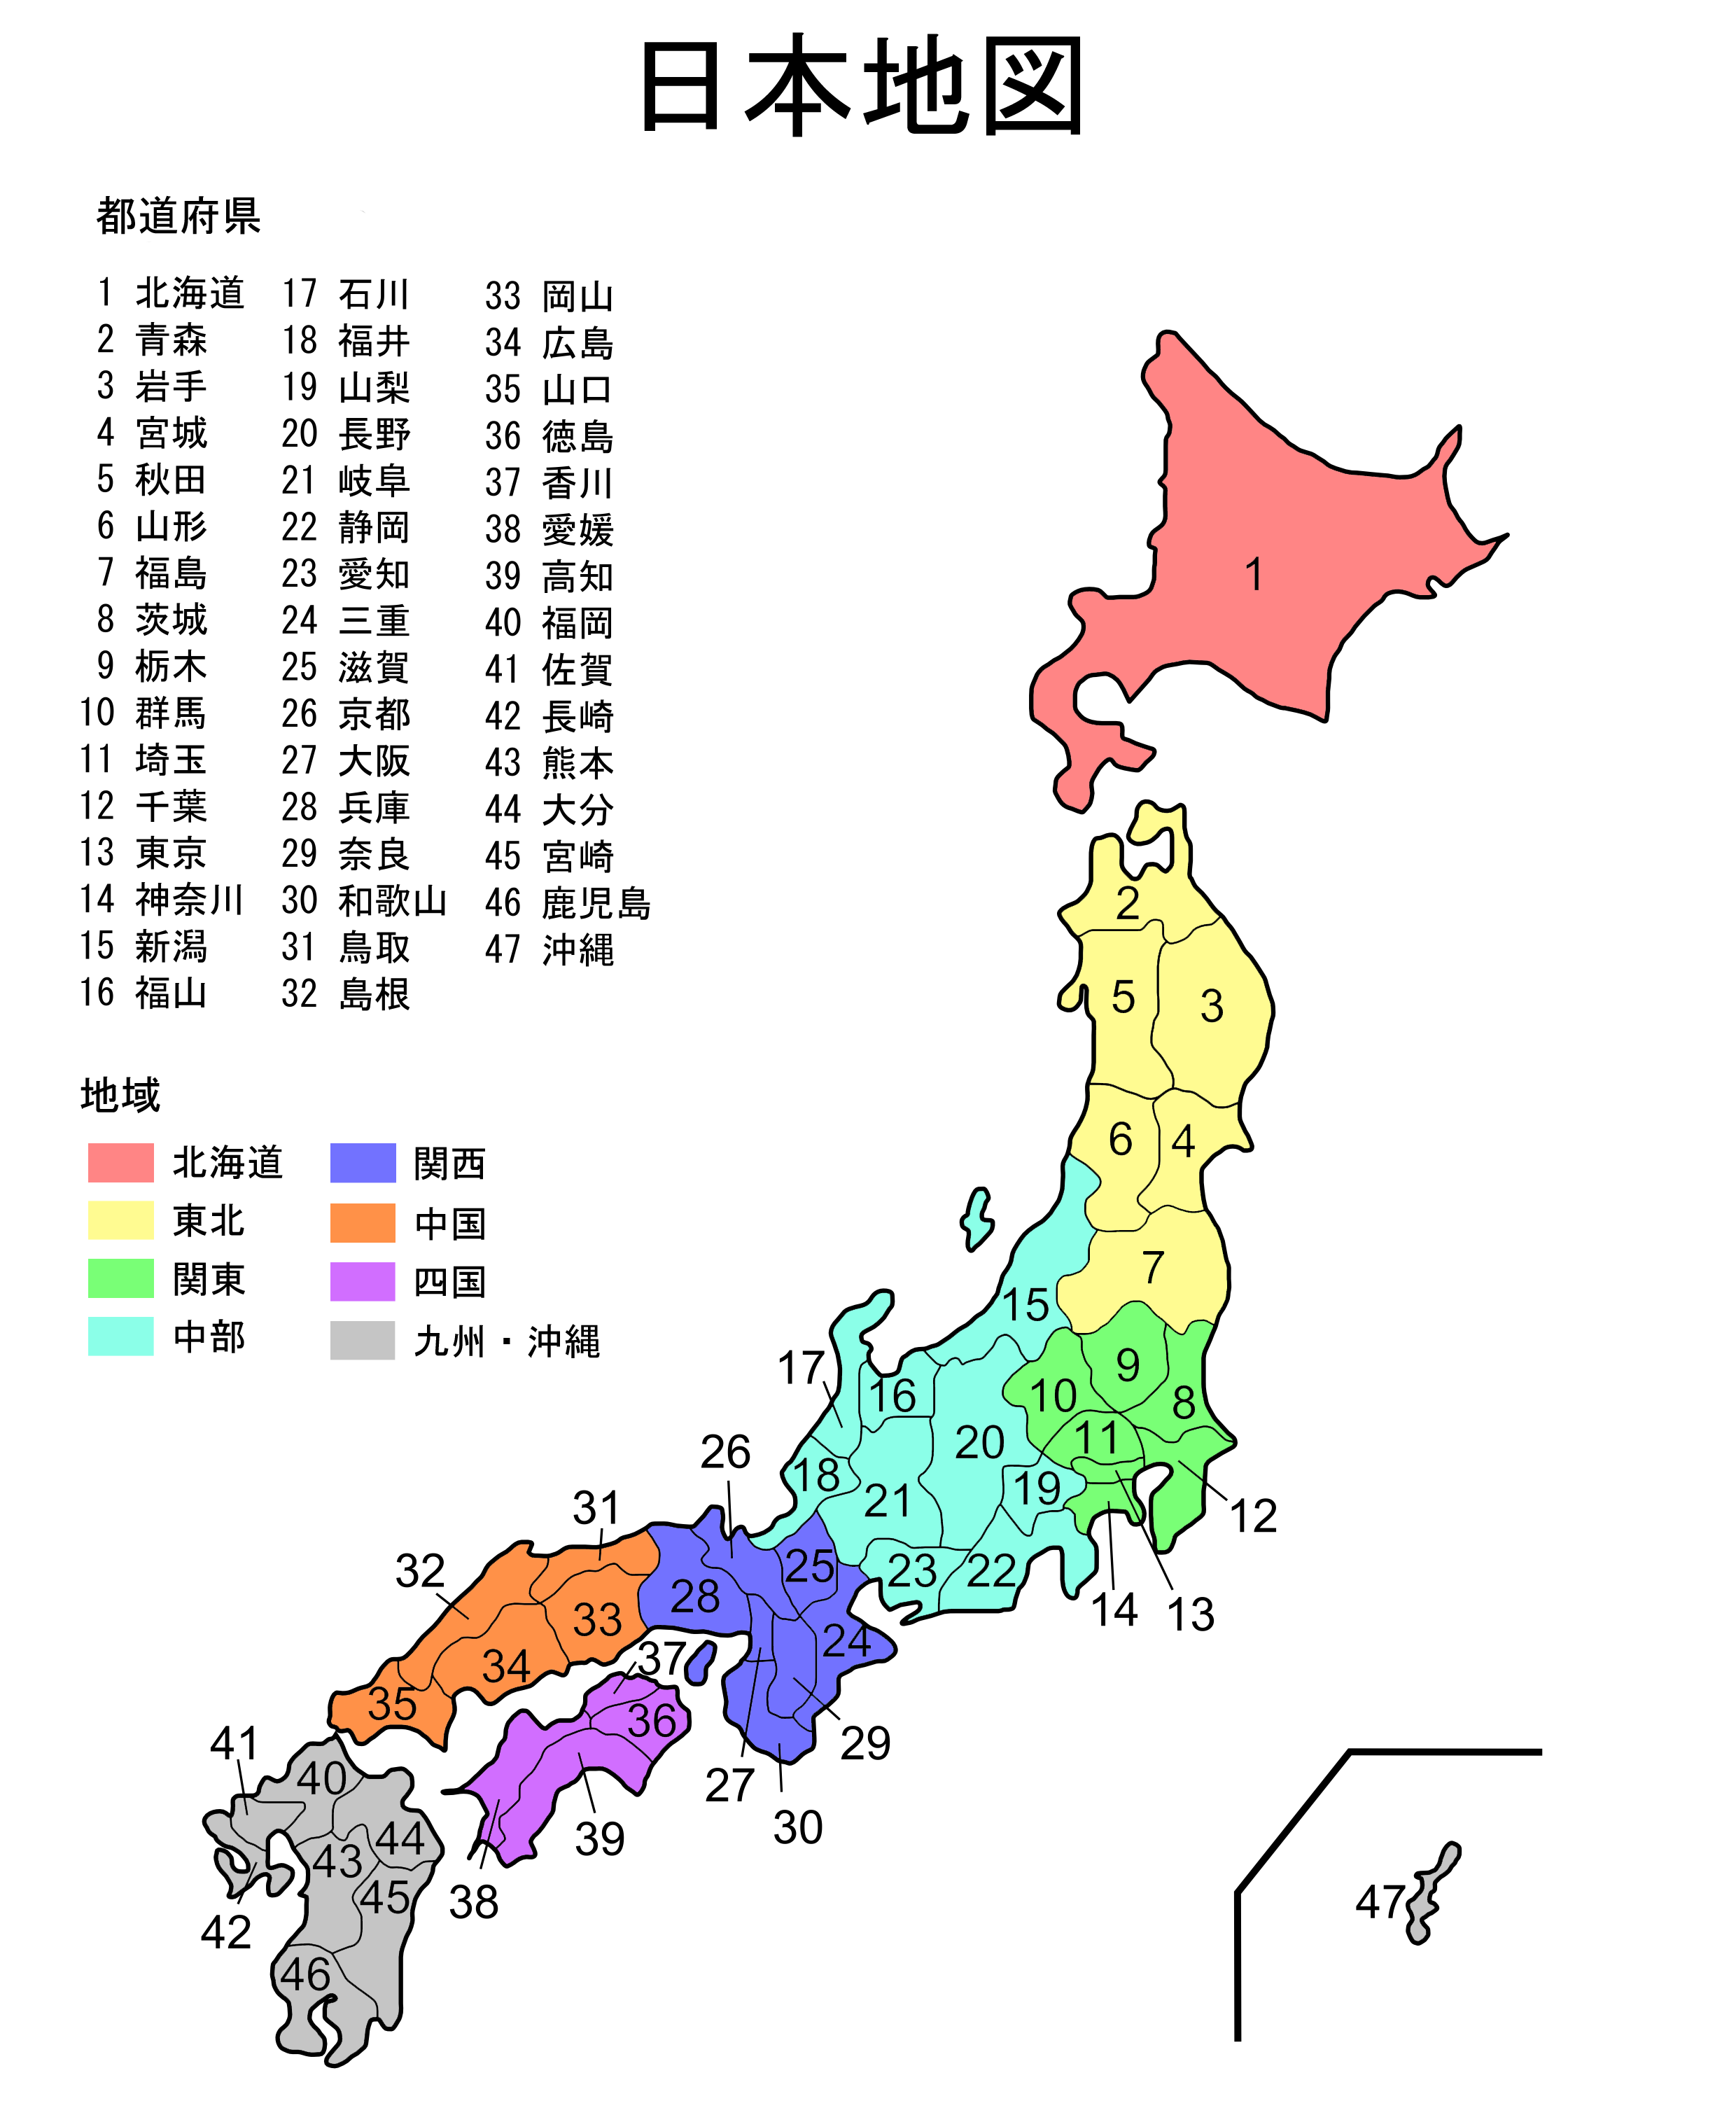 日本地図
都道府県
1 北海道
2 青森
3 岩手
4 宮城
5 秋田
6 山形
7 福島
8 茨城
9 栃木
10 群馬
11 埼玉
12 千葉
13 東京
14 神奈川
15 新潟
16 福山
17 石川
18 福井
19 山梨
20 長野
21 岐阜
22 静岡
23 愛知
24 三重
25 滋賀
26 京都
27 大阪
28 兵庫
29 奈良
30 和歌山
31 鳥取
32 島根
33 岡山
34 広島
35 山口
36 徳島
37 香川
38 愛媛
39 高知
40 福岡
41 佐賀
42 長崎
43 熊本
44 大分
45 宮崎
46 鹿児島
47 沖縄
地域
北海道
東北
関東
中部
関西
中国
四国
九州・沖縄
1
2
5
3
6
4
7
15
9
17
16
10
8
11
20
26
18
19
21
31
12
25
32
23
22
28
14
13
33
24
37
34
35
36
29
41
40
27
30
39
44
43
45
38
47
42
46